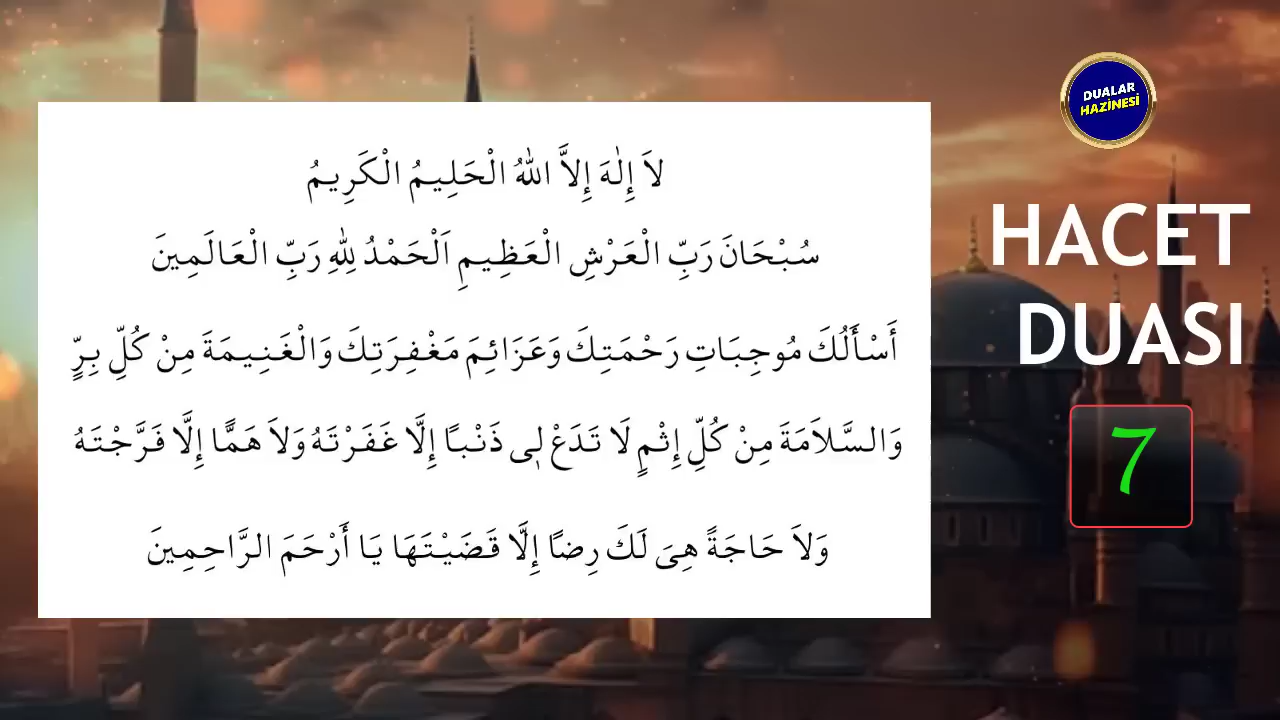 لاَ إِلٰهَ إِلاَّ اللهُ الْحَلِيمُ الْكَرِيمُ
سُبْحَانَ رَبِّ الْعَرْشِ الْعَظِيمِ اَلْحَمْدُ لِلّٰهِ رَبِّ الْعَالَمِينَ
أَسْأَلُكَ مُوجِبَاتِ رَحْمَتِكَ وَعَزَائِمَ مَغْفِرَتِكَ وَالْغَنِيمَةَ مِنْ كُلِّ بِرٍّ
وَالسَّلاَمَةَ مِنْ كُلِّ إِثْمٍ لَا تَدَعْ لِى ذَنْبًا إِلَّا غَفَرْتَهُ وَلاَ هَمًّا إِلَّا فَرَّجْتَهُ
وَلاَ حَاجَةً هِىَ لَكَ رِضًا إِلَّا قَضَيْتَهَا يَا أَرْحَمَ الرَّاحِمِينَ
DUALAR
HAZİNESİ
HACET
DUASI
7